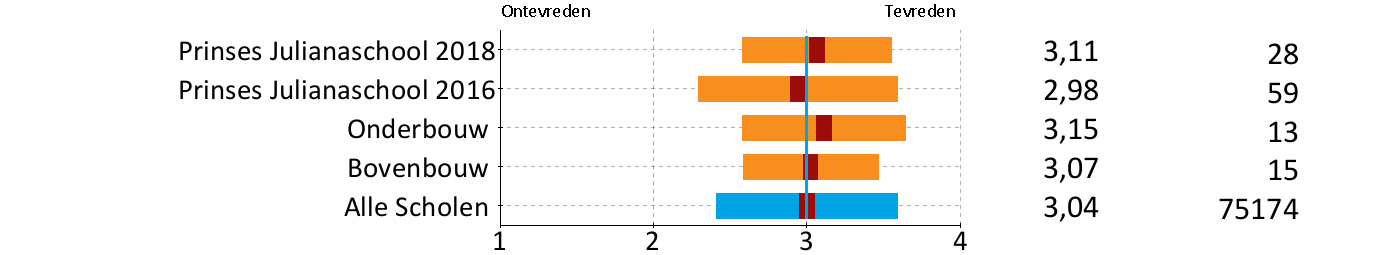 Ontevreden Tevreden
Prinses Julianaschool 2018 3,11 28
Prinses Julianaschool 2016 2,98 59
Onderbouw 3,15 13
Bovenbouw 3,07 15
Alle Scholen 3,04 75174
1 2 3 4